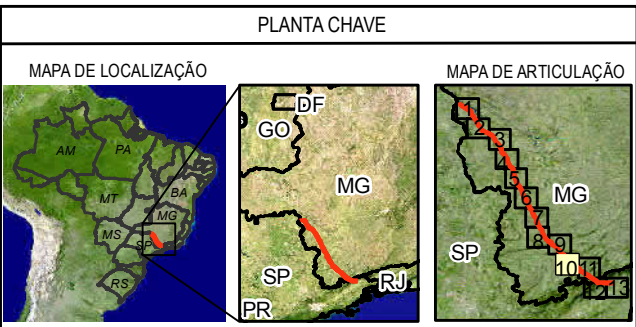 PLANTA CHAVE
MAPA DE LOCALIZAÇÃO
AM
PA
MT
BA
MG
MS
SP
RS
DF
GO
MG
SP
RJ
PR
MAPA DE ARTICULAÇÃO
1
2
3
4
5
6
7
8
9
10
11
12
13
MG
SP